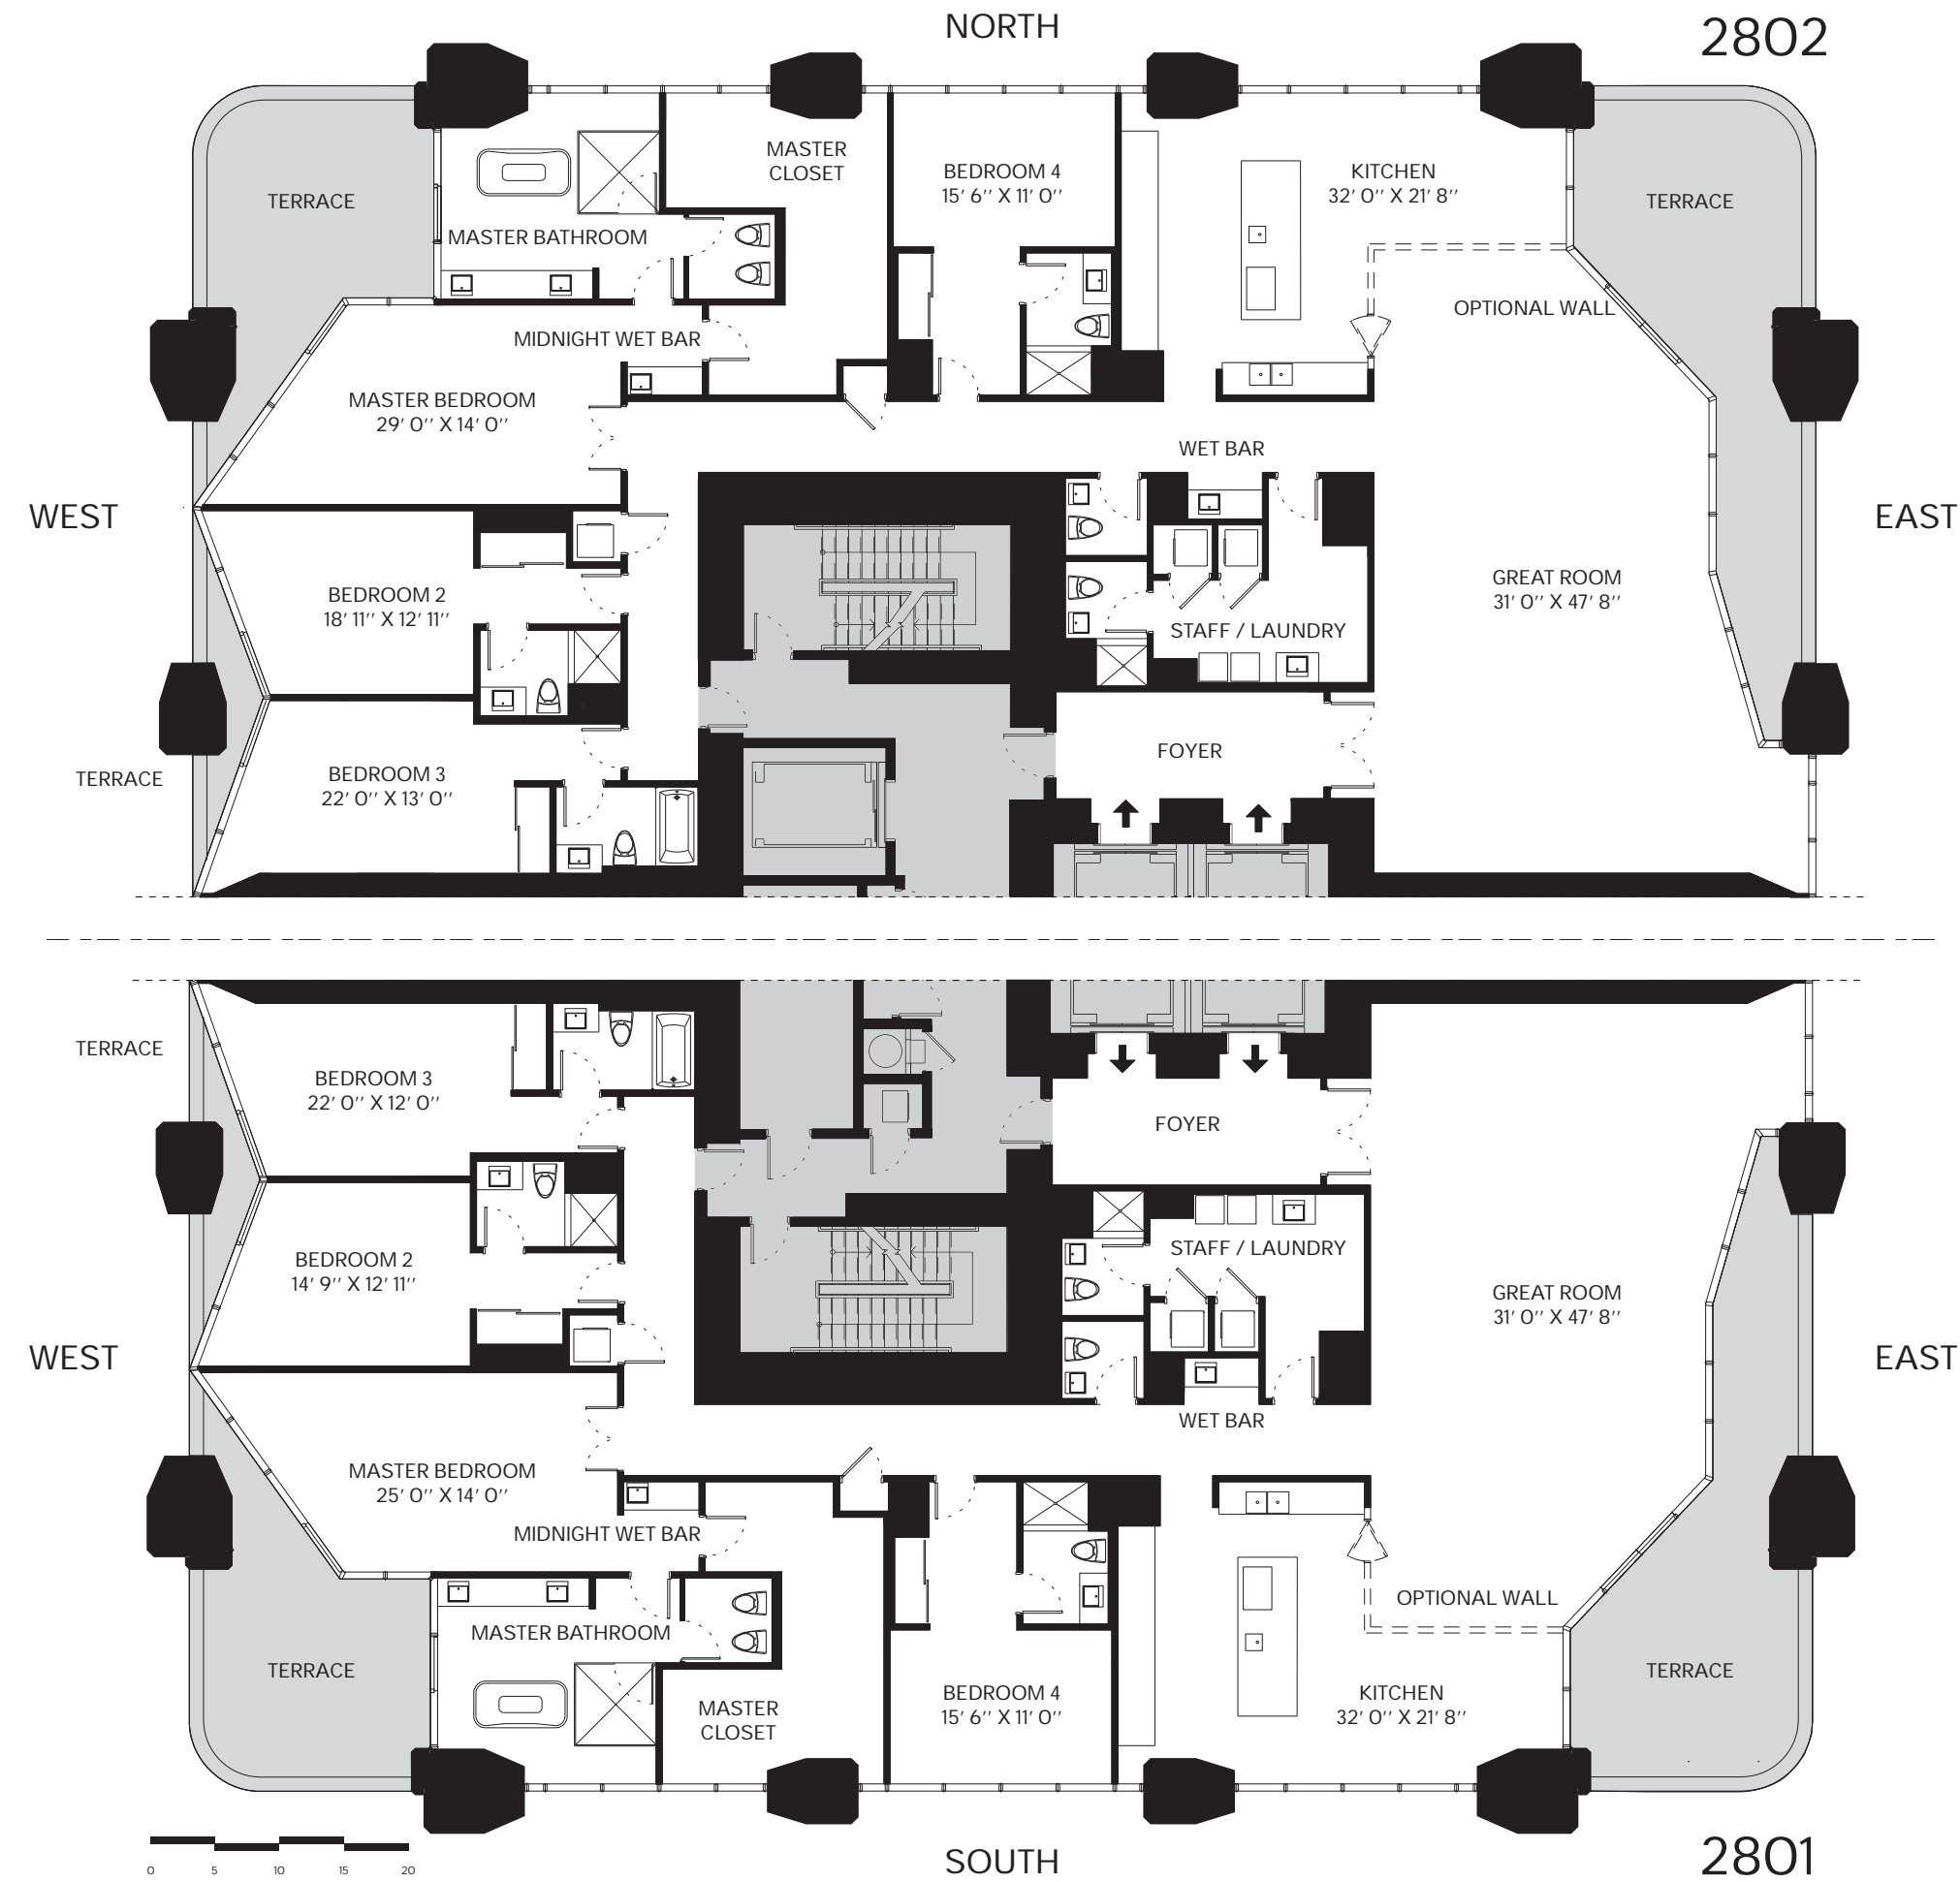 NORTH
2802
MASTER
CLOSET
BEDROOM 4
15' 6'' X 11' 0''
KITCHEN
32' 0'' X 21' 8''
TERRACE
TERRACE
MASTER BATHROOM
OPTIONAL WALL
MIDNIGHT WET BAR
MASTER BEDROOM
29' 0'' X 14' 0''
WET BAR
WEST
EAST
BEDROOM 2
18' 11'' X 12' 11''
GREAT ROOM
31' 0'' X 47' 8''
STAFF / LAUNDRY
FOYER
TERRACE
BEDROOM 3
22' 0'' X 13' 0''
TERRACE
BEDROOM 3
22' 0'' X 12' 0''
FOYER
STAFF / LAUNDRY
BEDROOM 2
14' 9'' X 12' 11''
GREAT ROOM
31' 0'' X 47' 8''
WEST
EAST
WET BAR
MASTER BEDROOM
25' 0'' X 14' 0''
MIDNIGHT WET BAR
OPTIONAL WALL
MASTER BATHROOM
TERRACE
TERRACE
MASTER
CLOSET
BEDROOM 4
15' 6'' X 11' 0''
KITCHEN
32' 0'' X 21' 8''
0 5 10 15 20
SOUTH
2801